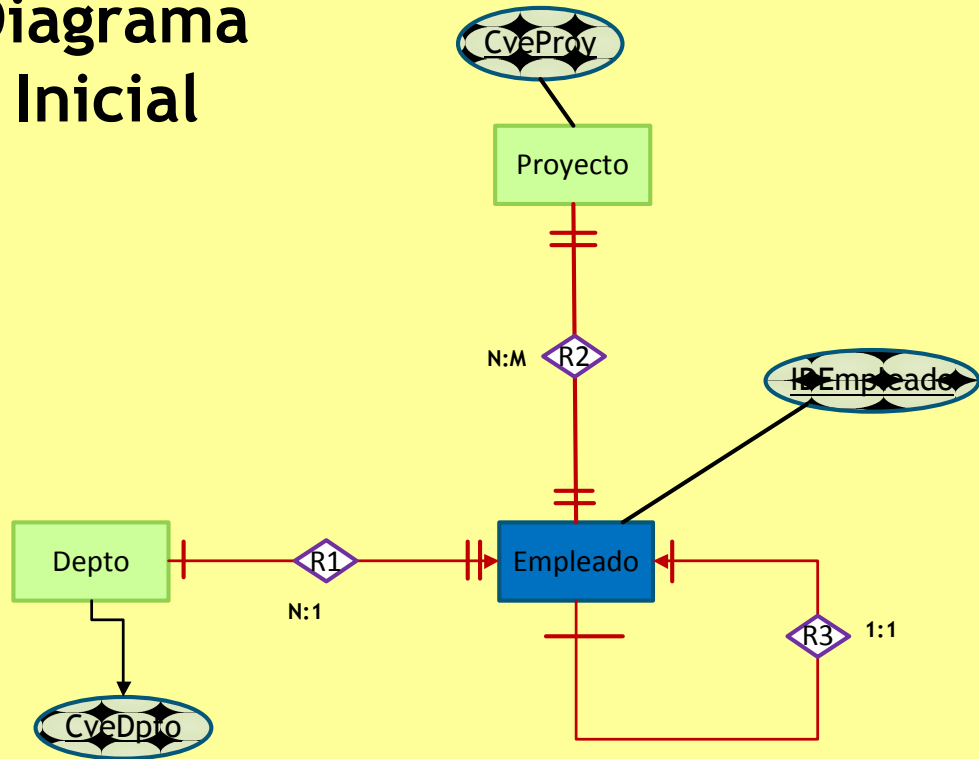 Diagrama
Inicial
CveProy
Proyecto
N:M
R2
IDEmpleado
Depto
R1
Empleado
N:1
R3
1:1
CveDpto